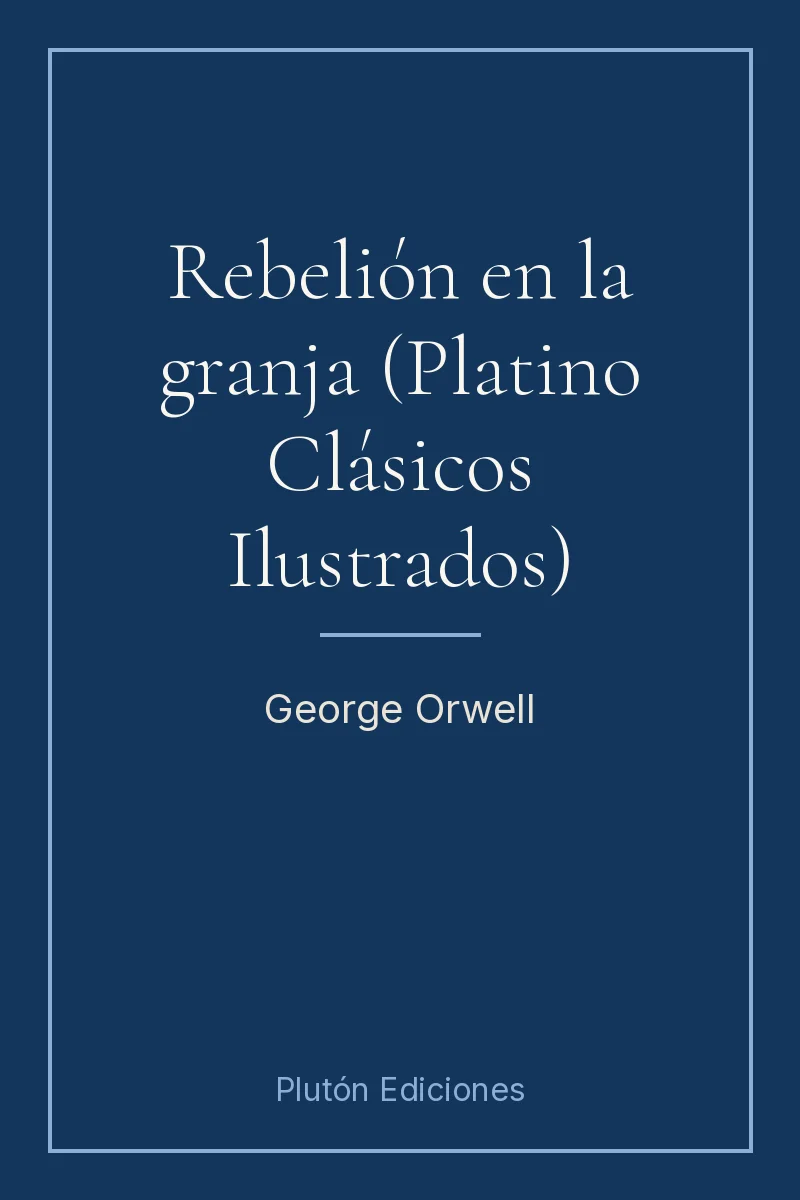 Rebelión en la
granja (Platino
Clásicos
Ilustrados)
George Orwell
Plutón Ediciones